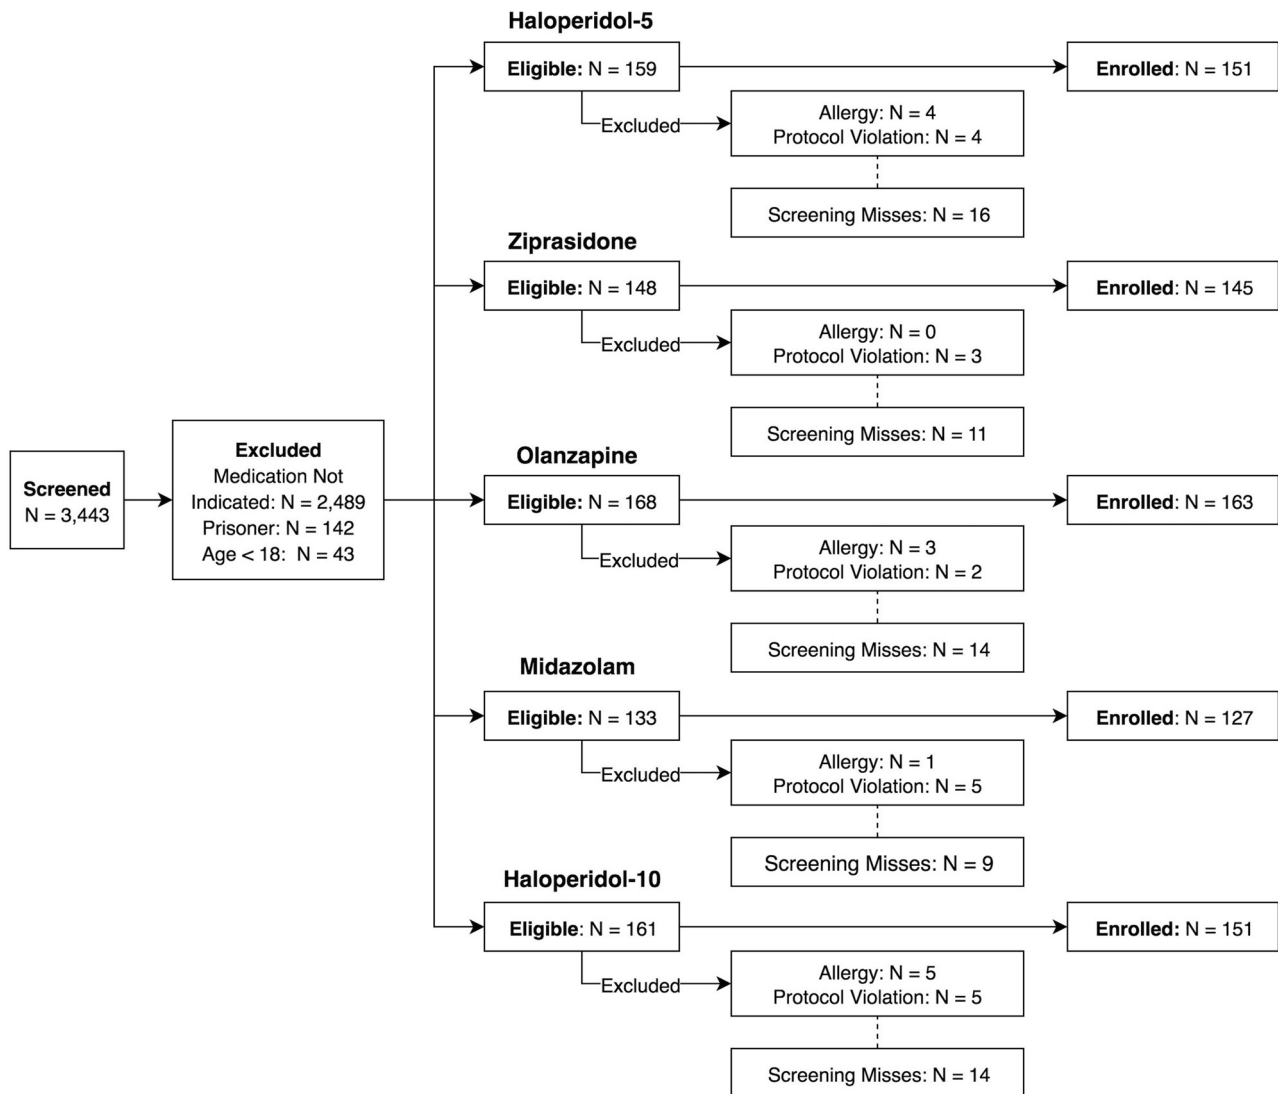 Haloperidol-5
Eligible: N = 159
Enrolled: N = 151
Excluded
Allergy: N = 4
Protocol Violation: N = 4
Screening Misses: N = 16
Ziprasidone
Eligible: N = 148
Enrolled: N = 145
Excluded
Allergy: N = 0
Protocol Violation: N = 3
Screening Misses: N = 11
Screened
N = 3,443
Excluded
Medication Not
Indicated: N = 2,489
Prisoner: N = 142
Age < 18: N = 43
Olanzapine
Eligible: N = 168
Enrolled: N = 163
Excluded
Allergy: N = 3
Protocol Violation: N = 2
Screening Misses: N = 14
Midazolam
Eligible: N = 133
Enrolled: N = 127
Excluded
Allergy: N = 1
Protocol Violation: N = 5
Screening Misses: N = 9
Haloperidol-10
Eligible: N = 161
Enrolled: N = 151
Excluded
Allergy: N = 5
Protocol Violation: N = 5
Screening Misses: N = 14